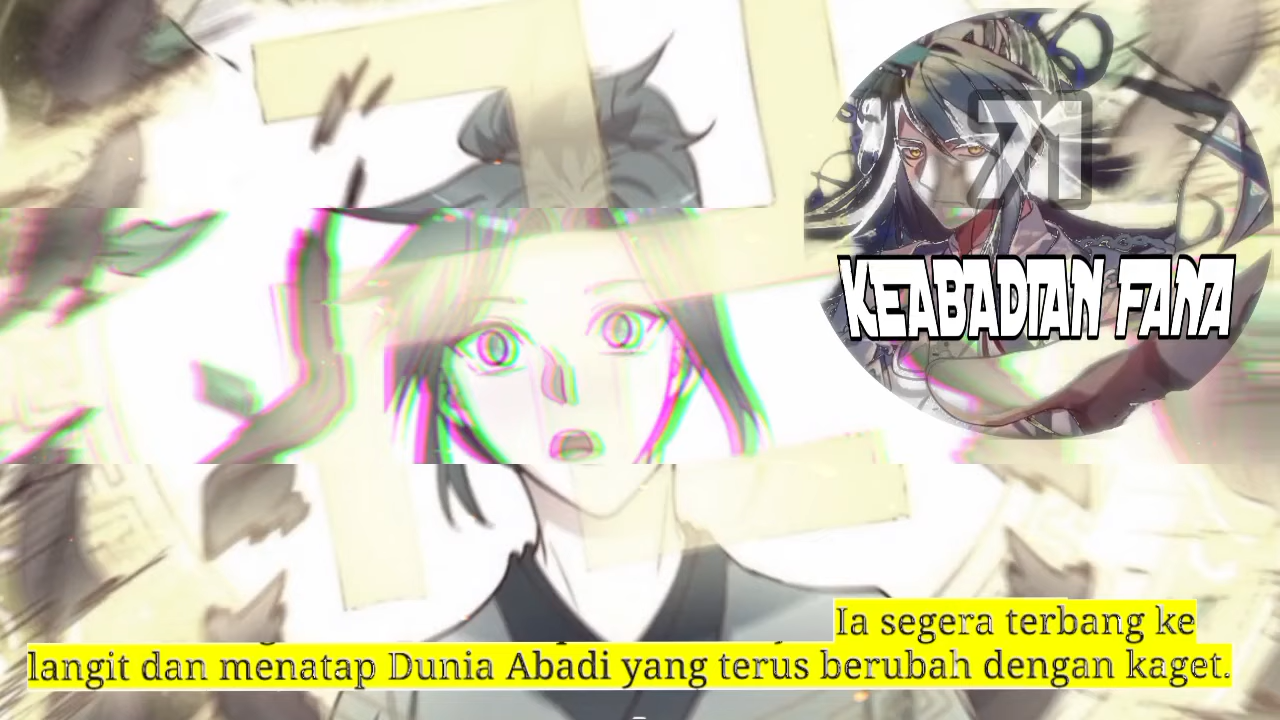 71
KEABADIAN FANA
Ia segera terbang ke
langit dan menatap Dunia Abadi yang terus berubah dengan kaget.